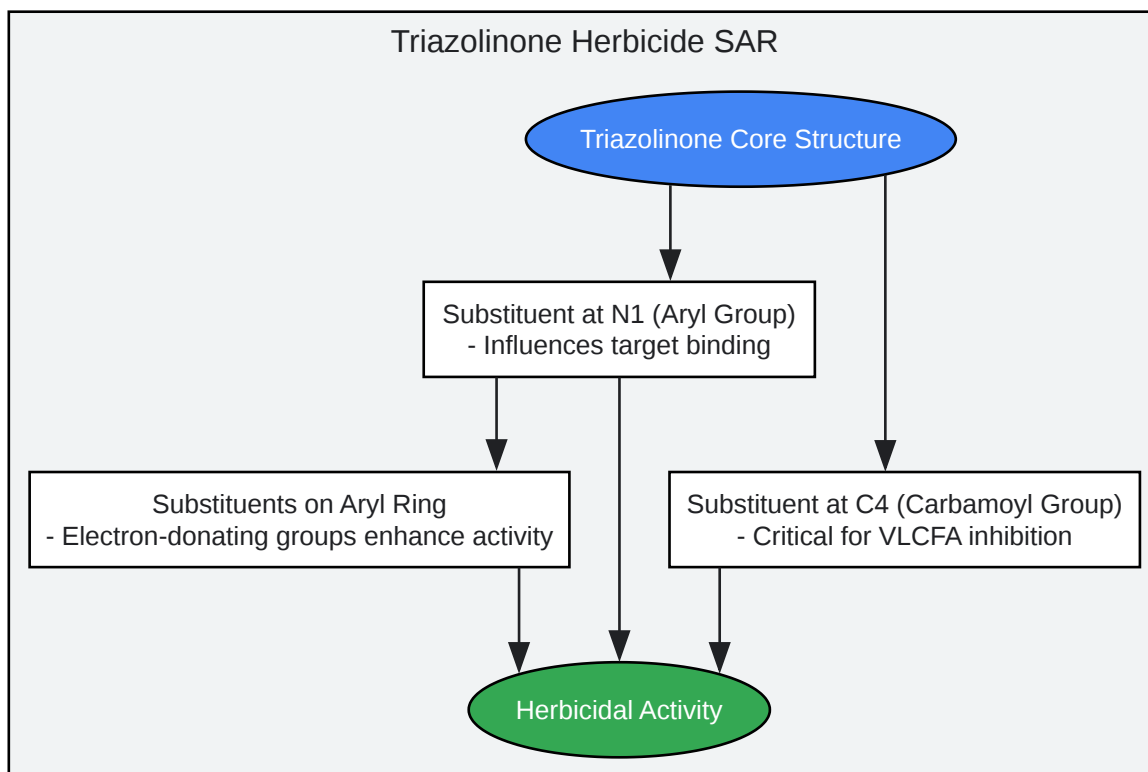 Triazolinone Herbicide SAR
Triazolinone Core Structure
Substituent at N1 (Aryl Group)
- Influences target binding
Substituents on Aryl Ring
- Electron-donating groups enhance activity
Substituent at C4 (Carbamoyl Group)
- Critical for VLCFA inhibition
Herbicidal Activity